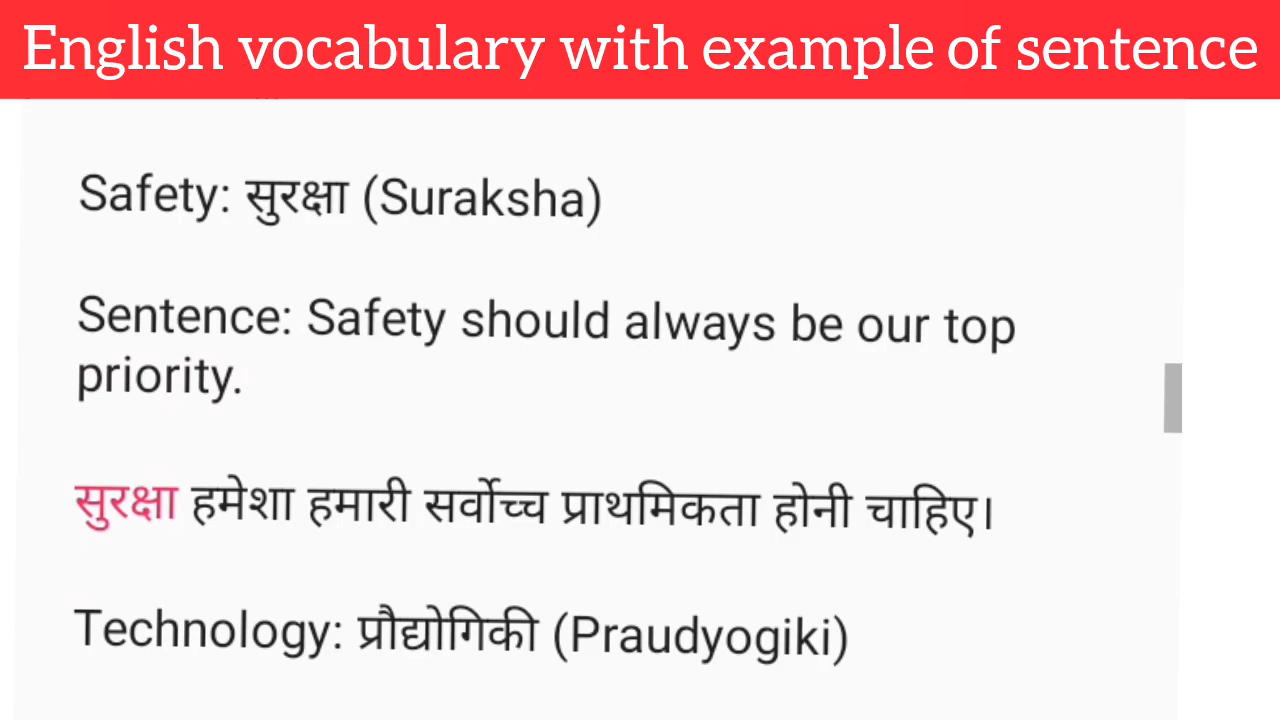 English vocabulary with example of sentence
Safety: सुरक्षा (Suraksha)
Sentence: Safety should always be our top
priority.
सुरक्षा हमेशा हमारी सर्वोच्च प्राथमिकता होनी चाहिए।
Technology: प्रौद्योगिकी (Praudyogiki)